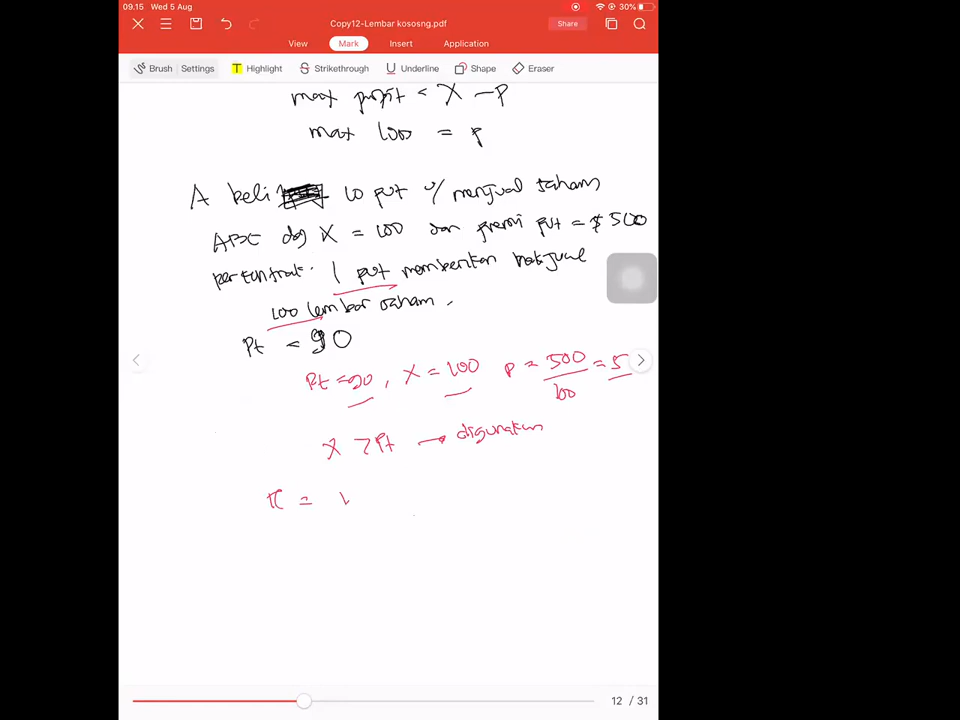 09.15 Wed 5 Aug 30%
Copy12-Lembar kososng.pdf
Share
View Mark Insert Application
Brush Settings T Highlight S Strikethrough U Underline Shape Eraser
max profit = X - P
max loss = P
A beli 10 put u/ menjual saham
ABC dg X = 100 dan premi put = $500
per kontrak. 1 put memberikan hak jual
100 lembar saham.
Pt = 90
Pt = 90, X = 100 P = 500/100 = 5
X > Pt → digunakan
π =
12 / 31